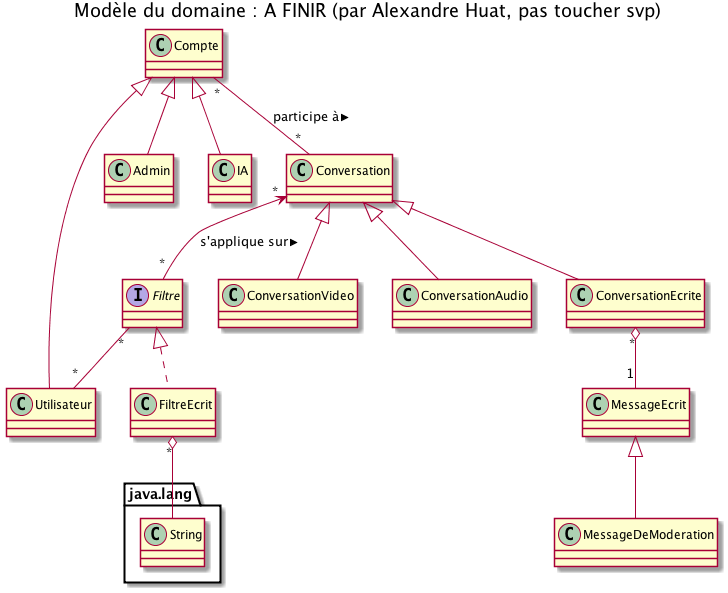 Modèle du domaine : A FINIR (par Alexandre Huat, pas toucher svp)
C Compte
*
participe à►
*
C Admin
C IA
C Conversation
*
s'applique sur►
*
I Filtre
C ConversationVideo
C ConversationAudio
C ConversationEcrite
*
*
*
1
C Utilisateur
C FiltreEcrit
C MessageEcrit
*
java.lang
C String
C MessageDeModeration